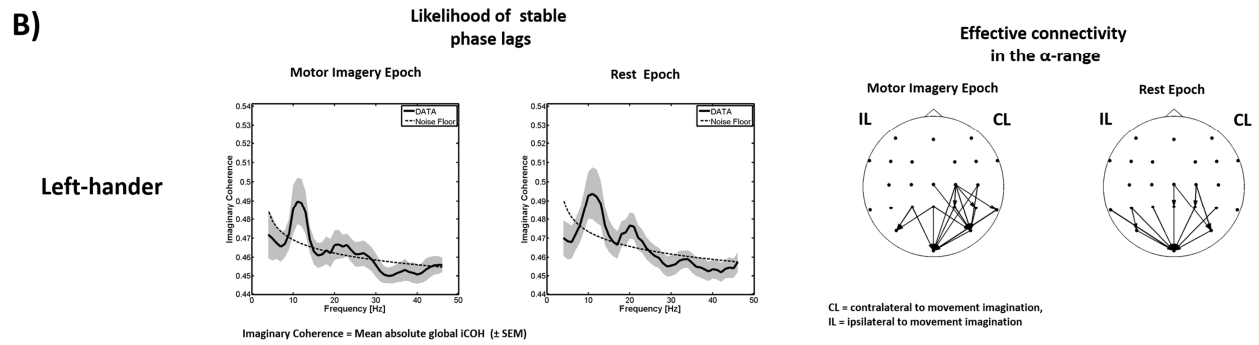 B)
Likelihood of stable
phase lags
Motor Imagery Epoch
Rest Epoch
Effective connectivity
in the α-range
Motor Imagery Epoch
Rest Epoch
IL
CL
IL
CL
Left-hander
Imaginary Coherence
0.54
0.53
0.52
0.51
0.5
0.49
0.48
0.47
0.46
0.45
0.44
0
10
20
30
40
50
Frequency [Hz]
DATA
Noise Floor
Imaginary Coherence
0.54
0.53
0.52
0.51
0.5
0.49
0.48
0.47
0.46
0.45
0.44
0
10
20
30
40
50
Frequency [Hz]
DATA
Noise Floor
Imaginary Coherence = Mean absolute global iCOH (± SEM)
CL = contralateral to movement imagination,
IL = ipsilateral to movement imagination